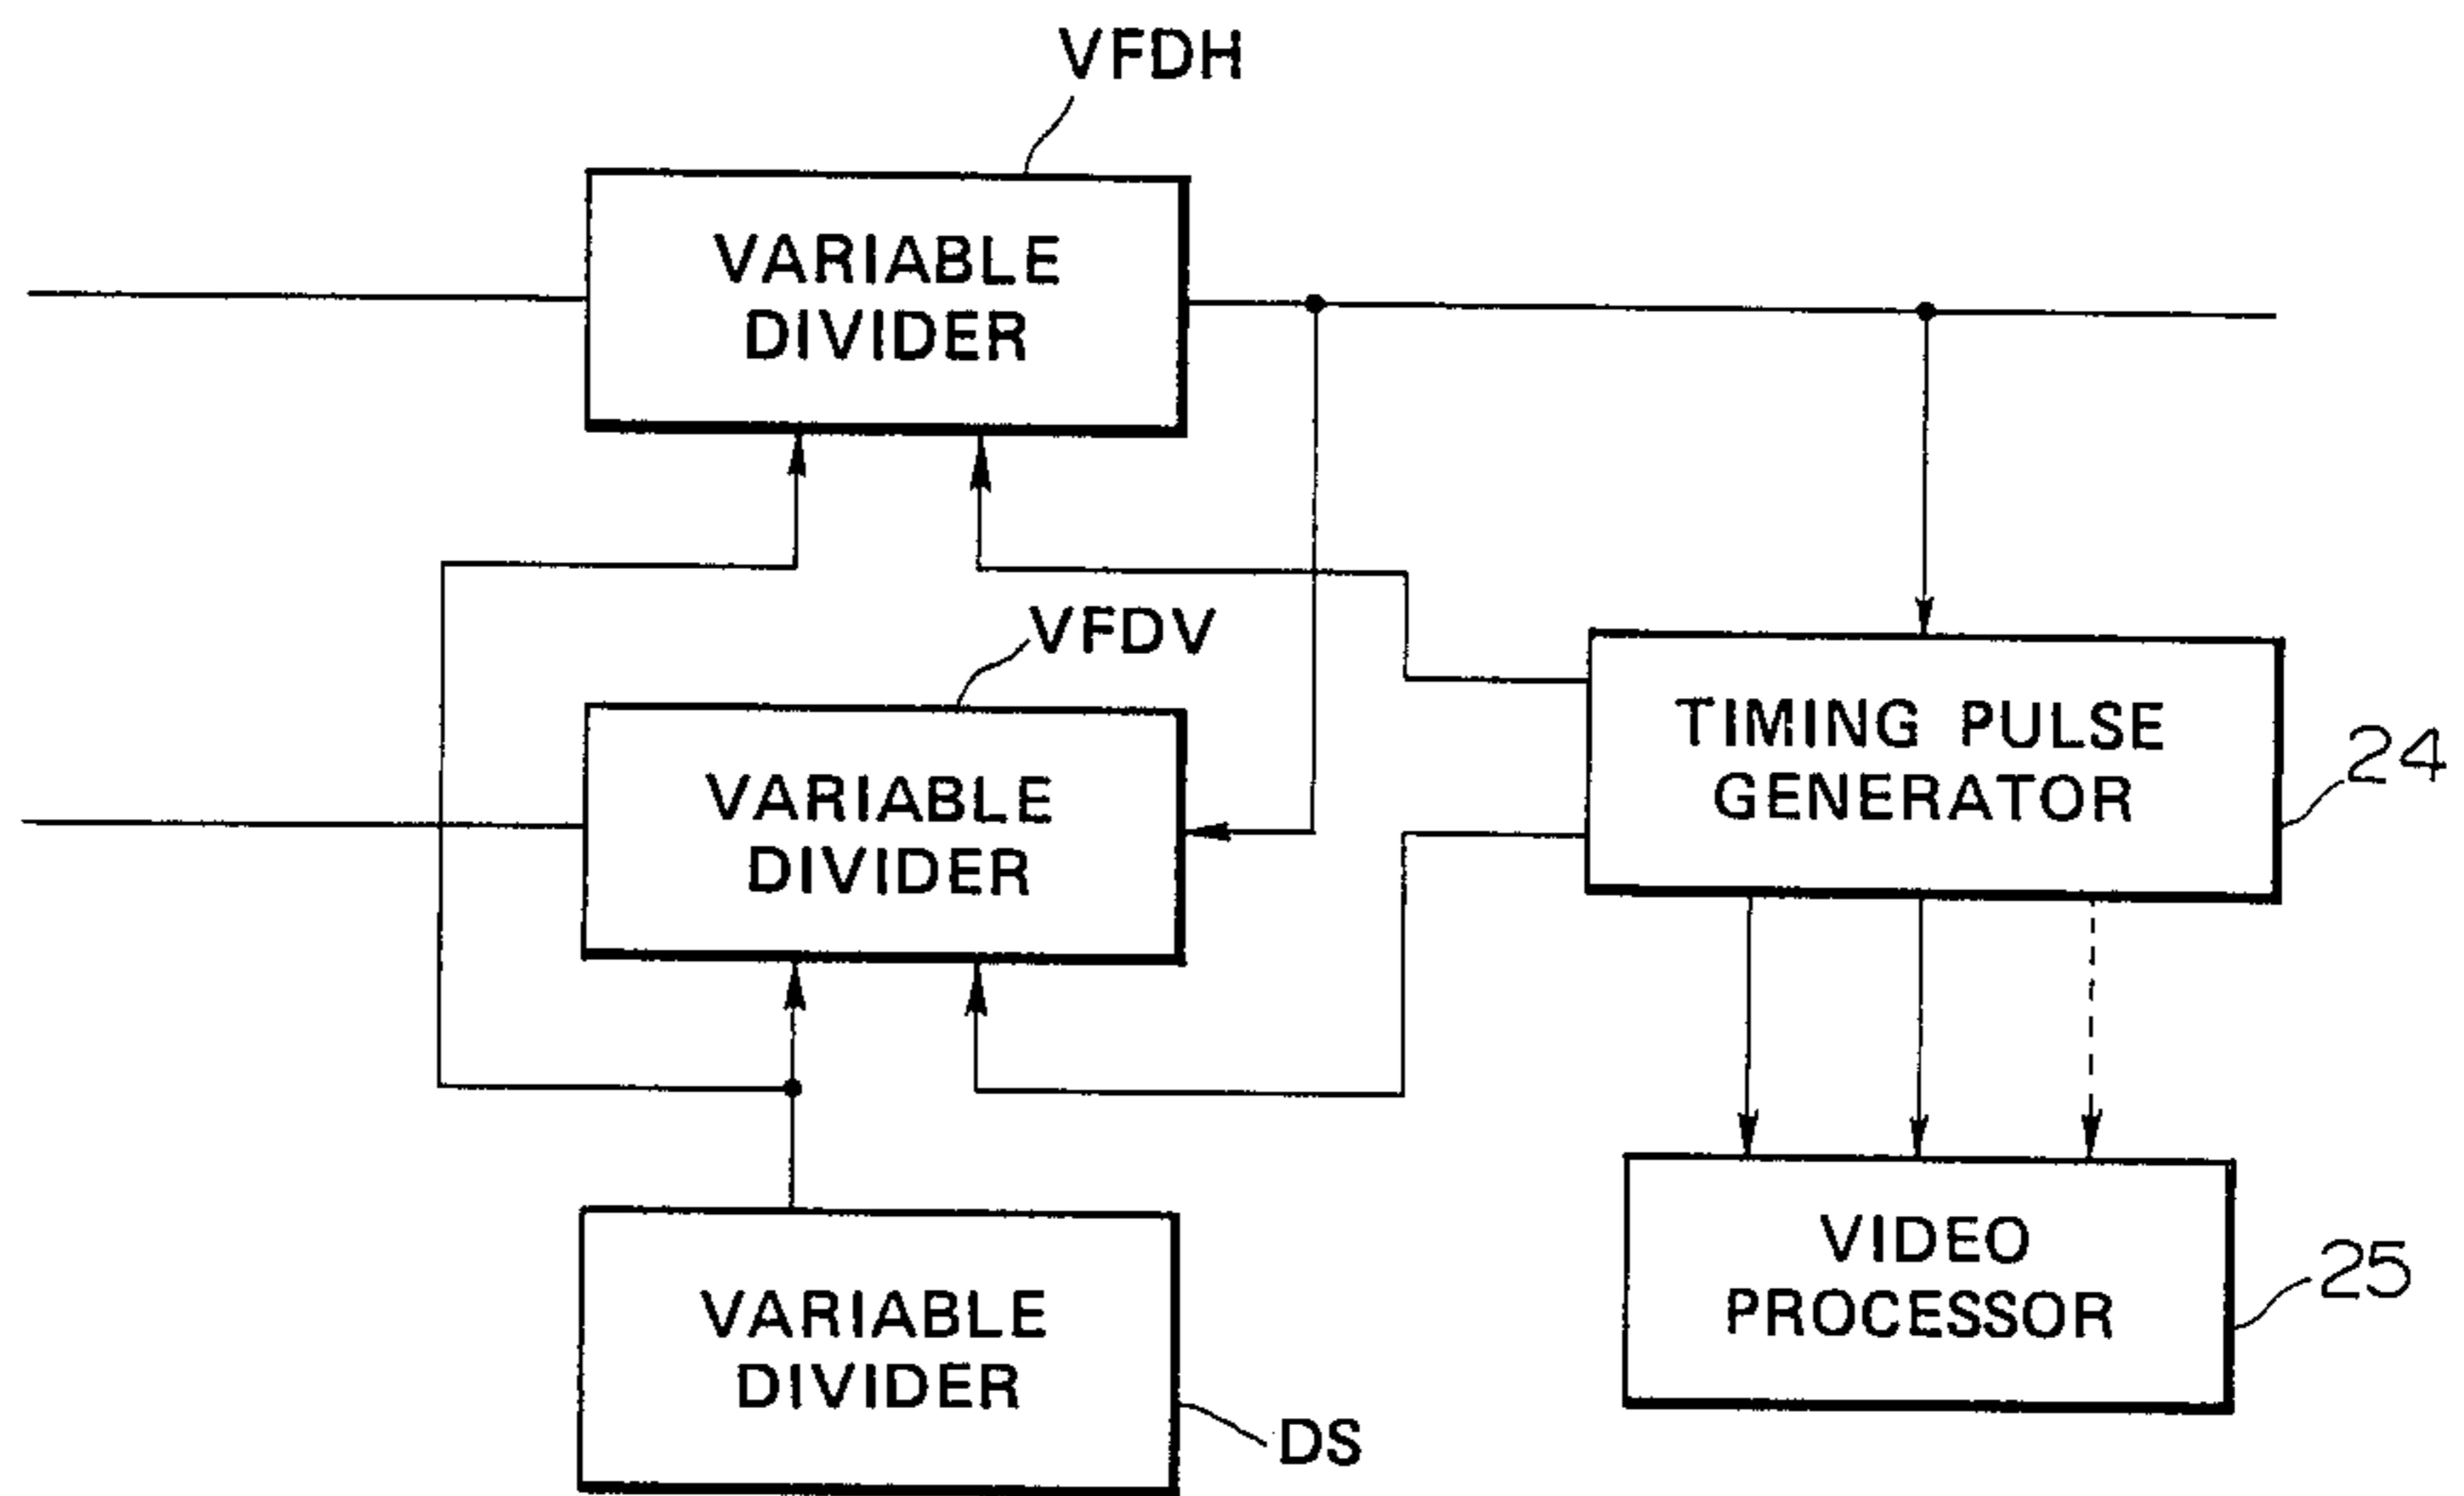 VFDH
VARIABLE
DIVIDER
VFDV
VARIABLE
DIVIDER
TIMING PULSE
GENERATOR
24
VARIABLE
DIVIDER
DS
VIDEO
PROCESSOR
25